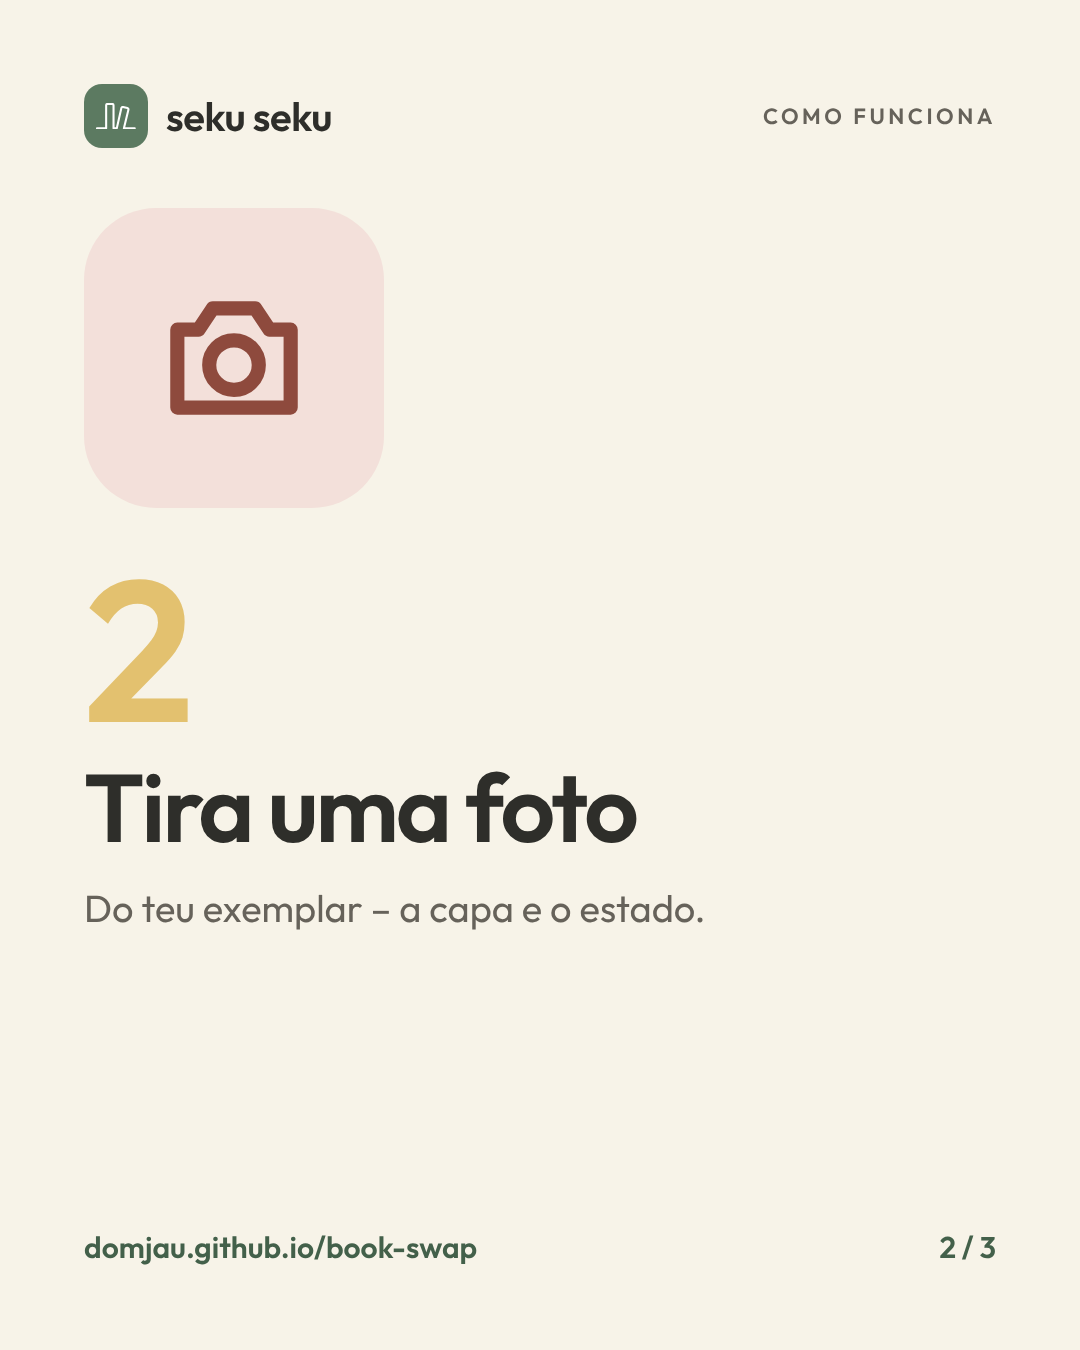 seku seku
COMO FUNCIONA
2
Tira uma foto
Do teu exemplar – a capa e o estado.
domjau.github.io/book-swap
2 / 3